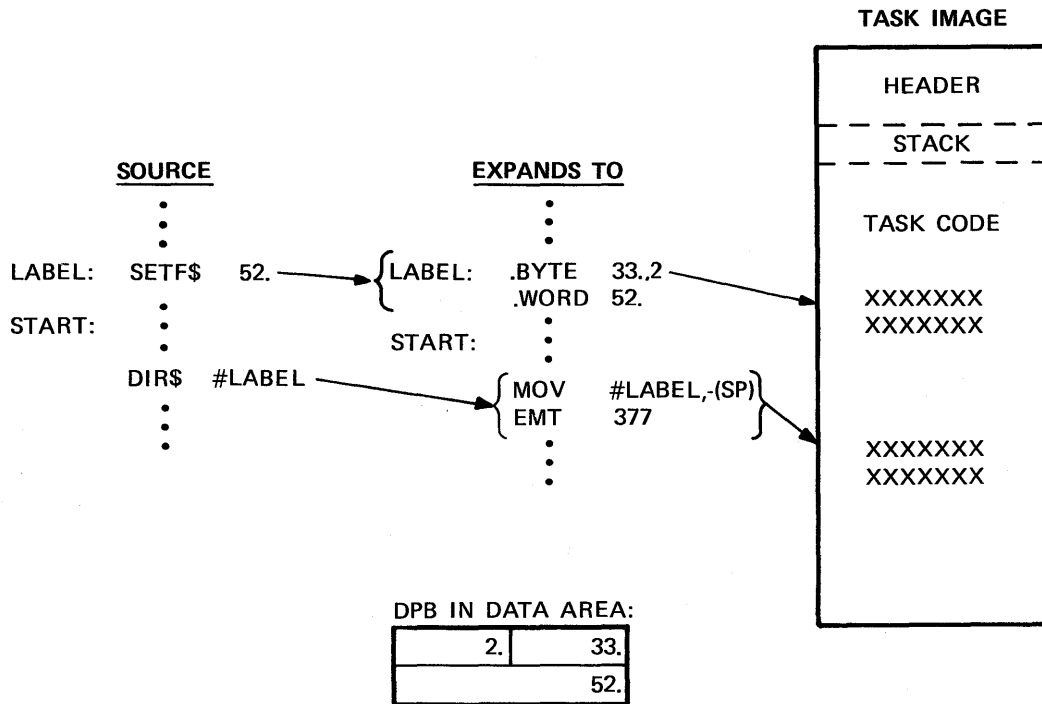 TASK IMAGE
HEADER
STACK
TASK CODE
XXXXXXX
XXXXXXX
XXXXXXX
XXXXXXX
SOURCE
LABEL: SETF$ 52.
START:
DIR$ #LABEL
EXPANDS TO
LABEL: .BYTE 33.,2
.WORD 52.
START:
MOV #LABEL,-(SP)
EMT 377
DPB IN DATA AREA:
2. 33.
52.